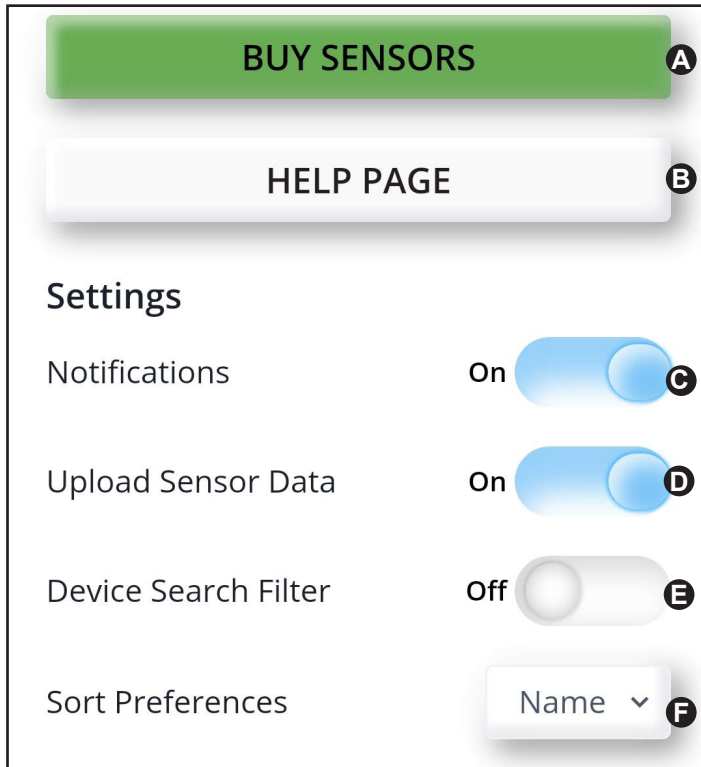 BUY SENSORS A
HELP PAGE B
Settings
Notifications On C
Upload Sensor Data On D
Device Search Filter Off E
Sort Preferences Name F